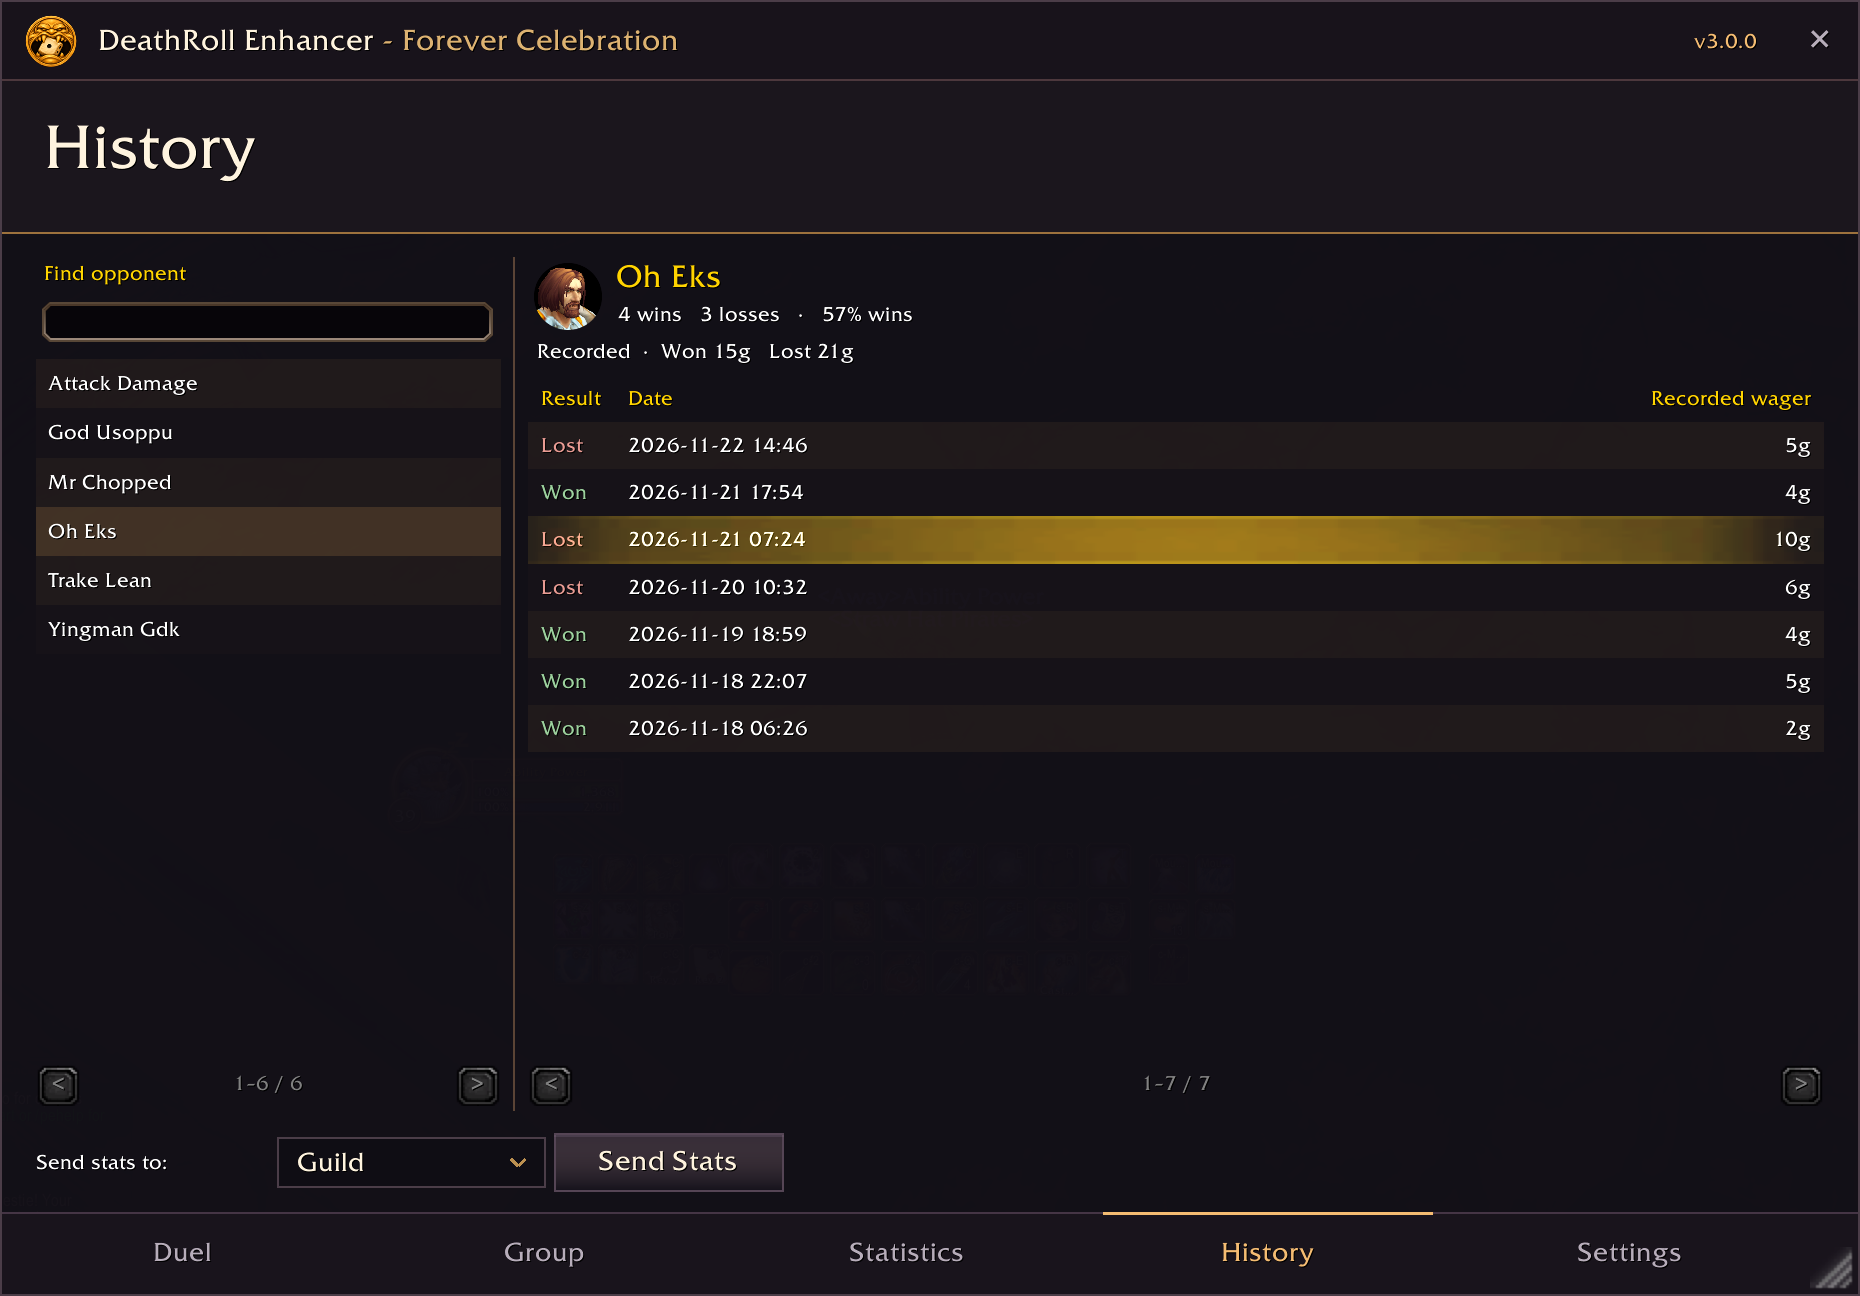 DeathRoll Enhancer - Forever Celebration
v3.0.0
History
Find opponent
Attack Damage
God Usoppu
Mr Chopped
Oh Eks
Trake Lean
Yingman Gdk
< 1-6 / 6 >
Oh Eks
4 wins 3 losses · 57% wins
Recorded · Won 15g Lost 21g
Result Date Recorded wager
Lost 2026-11-22 14:46 5g
Won 2026-11-21 17:54 4g
Lost 2026-11-21 07:24 10g
Lost 2026-11-20 10:32 6g
Won 2026-11-19 18:59 4g
Won 2026-11-18 22:07 5g
Won 2026-11-18 06:26 2g
< 1-7 / 7 >
Send stats to: Guild Send Stats
Duel Group Statistics History Settings